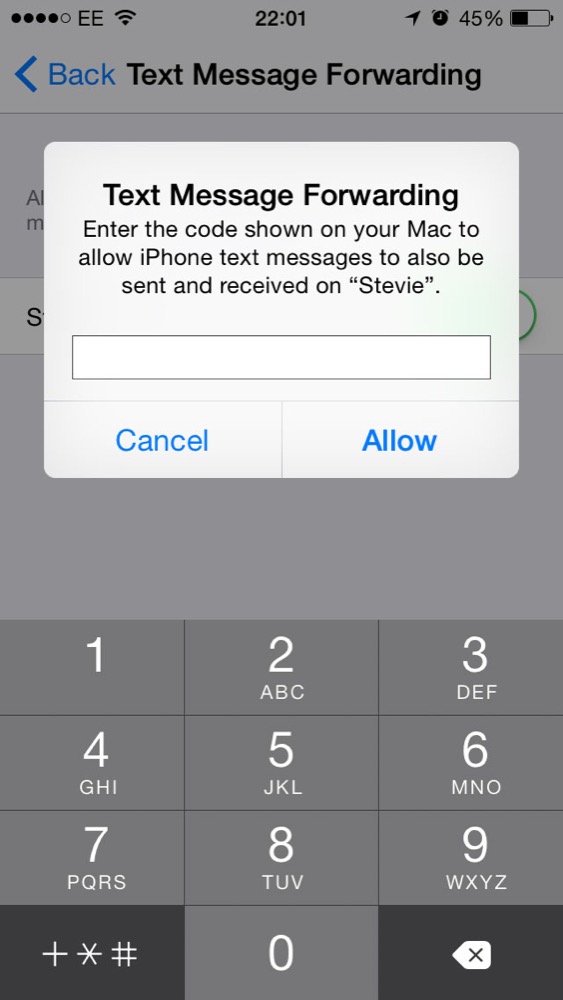 EE 22:01 45%
Back Text Message Forwarding
Text Message Forwarding
Enter the code shown on your Mac to
allow iPhone text messages to also be
sent and received on “Stevie”.
Cancel Allow
1 2 3
ABC DEF
4 5 6
GHI JKL MNO
7 8 9
PQRS TUV WXYZ
+*# 0